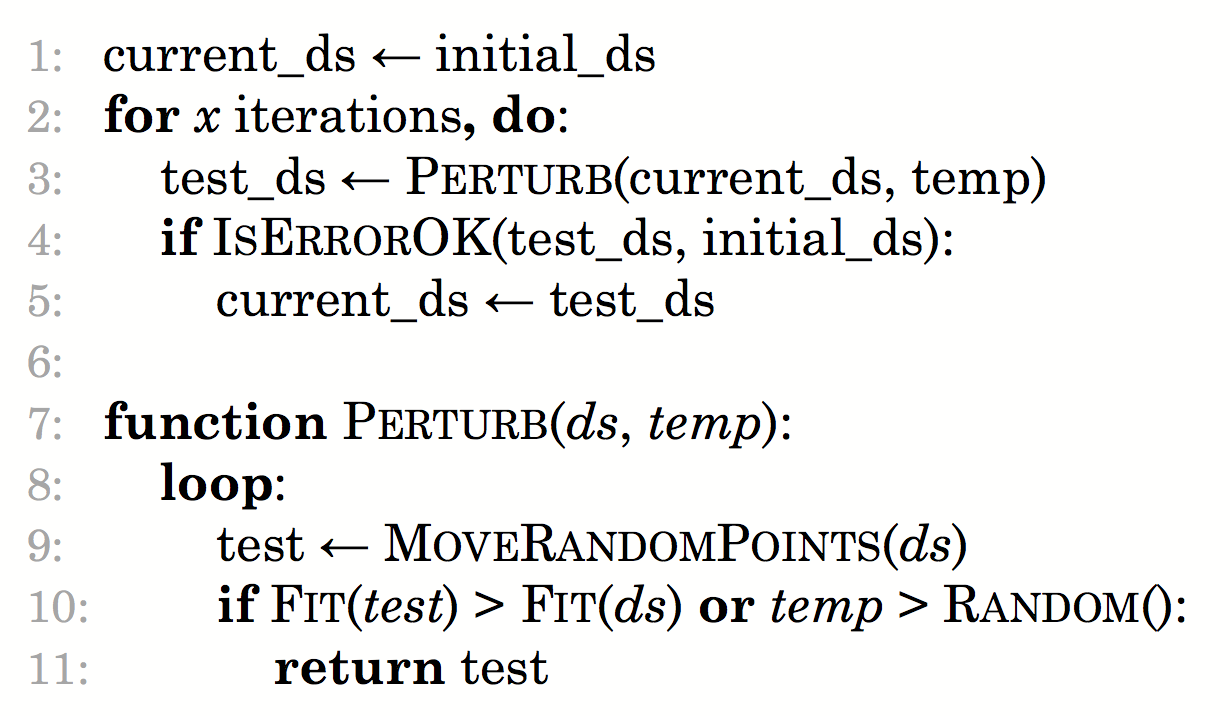 1: current_ds ← initial_ds
2: for x iterations, do:
3: test_ds ← PERTURB(current_ds, temp)
4: if ISERROROK(test_ds, initial_ds):
5: current_ds ← test_ds
6:
7: function PERTURB(ds, temp):
8: loop:
9: test ← MOVERANDOMPOINTS(ds)
10: if FIT(test) > FIT(ds) or temp > RANDOM():
11: return test